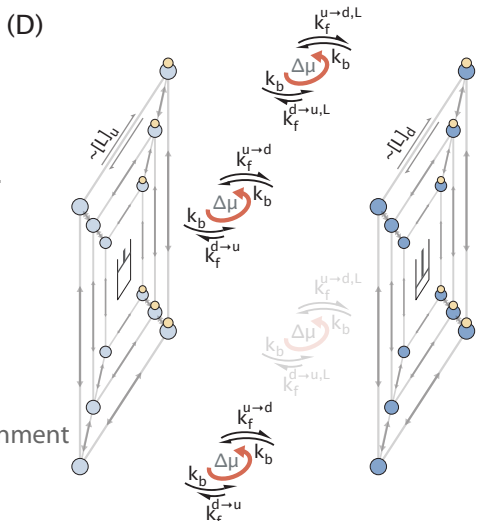 (D)
k_f^{u→d,L}
k_b Δμ k_b
k_f^{d→u,L}
~[L]_u
~[L]_d
k_f^{u→d}
k_b Δμ k_b
k_f^{d→u}
k_f^{u→d,L}
k_b Δμ k_b
k_f^{d→u,L}
nment
k_f^{u→d}
k_b Δμ k_b
k_f^{d→u}